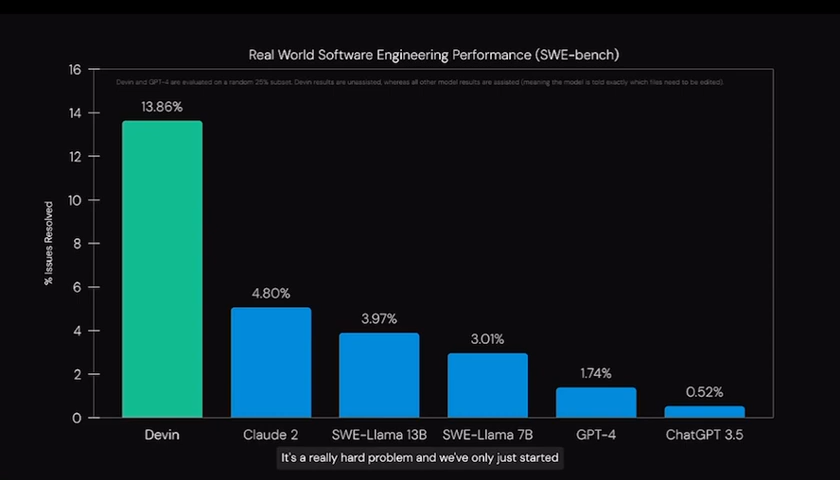 Real World Software Engineering Performance (SWE-bench)
Devin and GPT-4 are evaluated on a random 25% subset. Devin results are unassisted, whereas all other model results are assisted (meaning the model is told exactly which files need to be edited).
% Issues Resolved
16
14
12
10
8
6
4
2
0
13.86%
4.80%
3.97%
3.01%
1.74%
0.52%
Devin
Claude 2
SWE-Llama 13B
SWE-Llama 7B
GPT-4
ChatGPT 3.5
It's a really hard problem and we've only just started